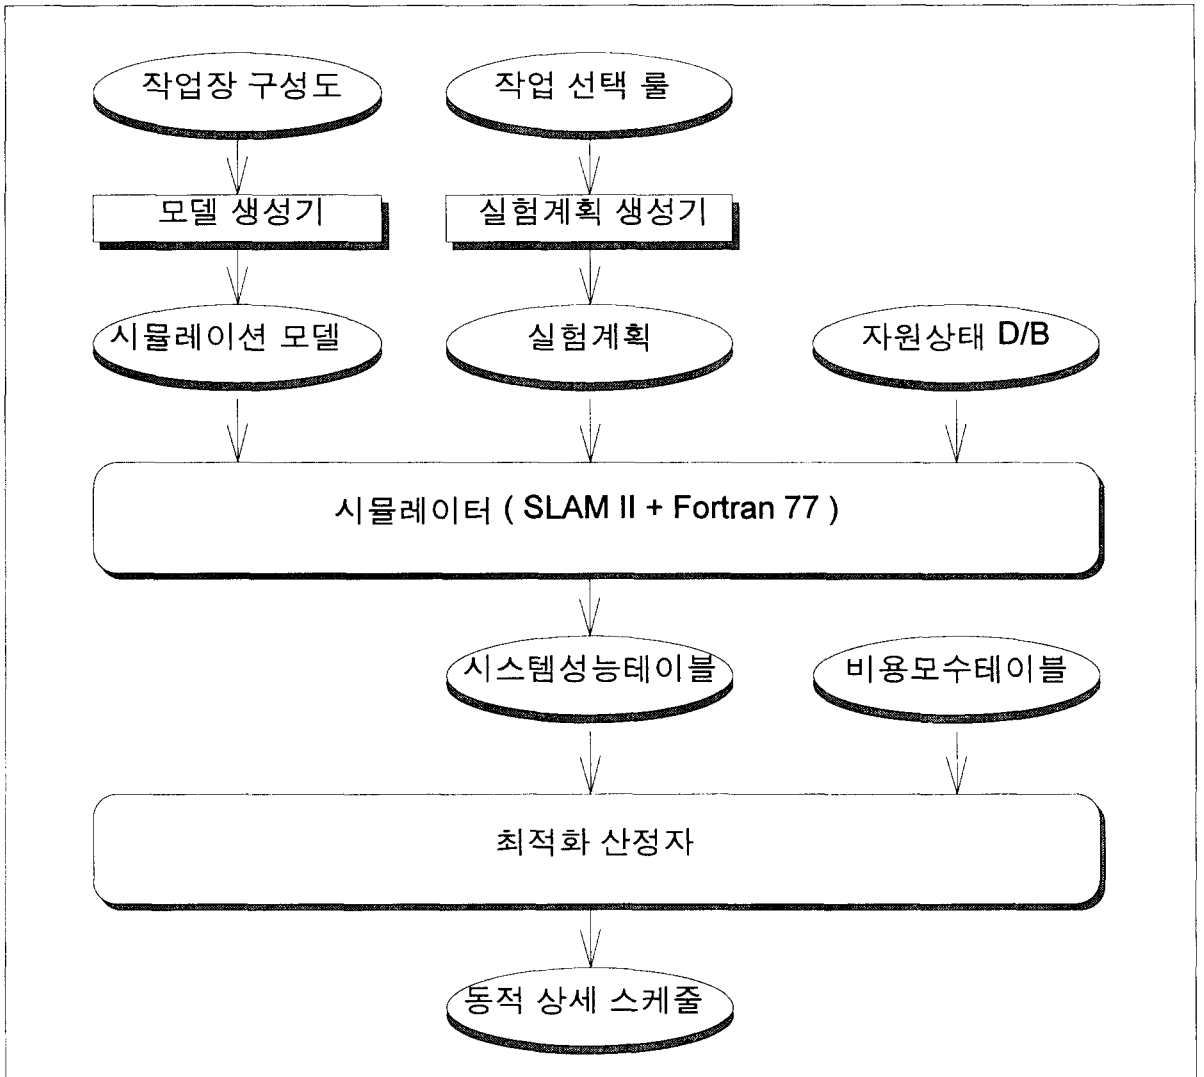 작업장 구성도
작업 선택 룰
모델 생성기
실험계획 생성기
시뮬레이션 모델
실험계획
자원상태 D/B
시뮬레이터 ( SLAM II + Fortran 77 )
시스템성능테이블
비용모수테이블
최적화 산정자
동적 상세 스케줄